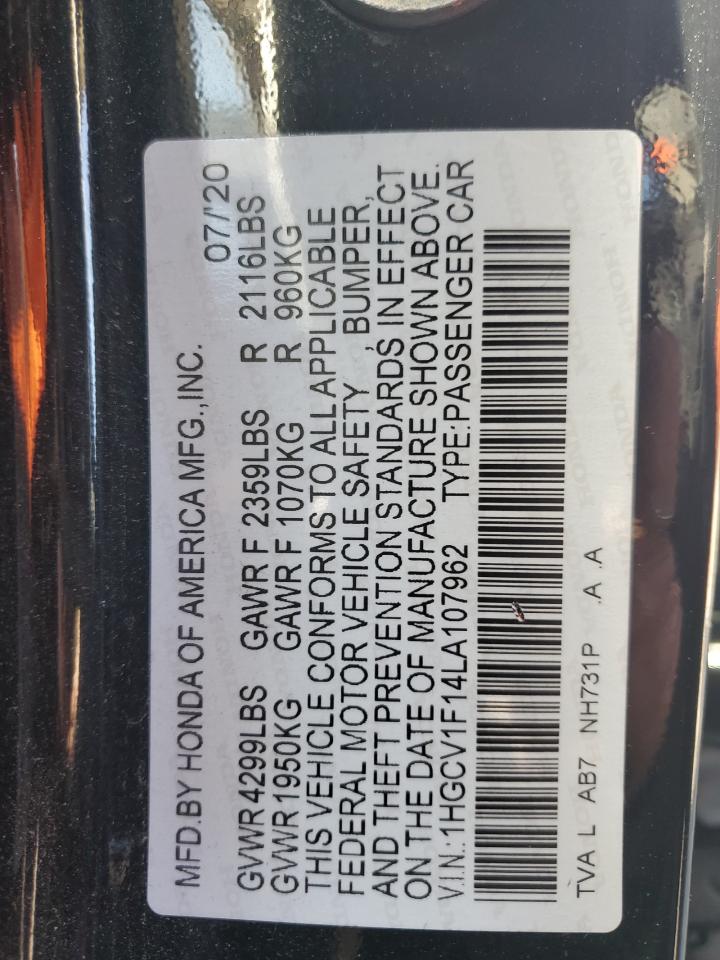 MFD.BY HONDA OF AMERICA MFG.,INC. 07/'20
GVWR 4299LBS GAWR F 2359LBS R 2116LBS
GVWR 1950KG GAWR F 1070KG R 960KG
THIS VEHICLE CONFORMS TO ALL APPLICABLE
FEDERAL MOTOR VEHICLE SAFETY , BUMPER,
AND THEFT PREVENTION STANDARDS IN EFFECT
ON THE DATE OF MANUFACTURE SHOWN ABOVE.
V.I.N.:1HGCV1F14LA107962 TYPE:PASSENGER CAR
TVA L AB7 NH731P .A .A